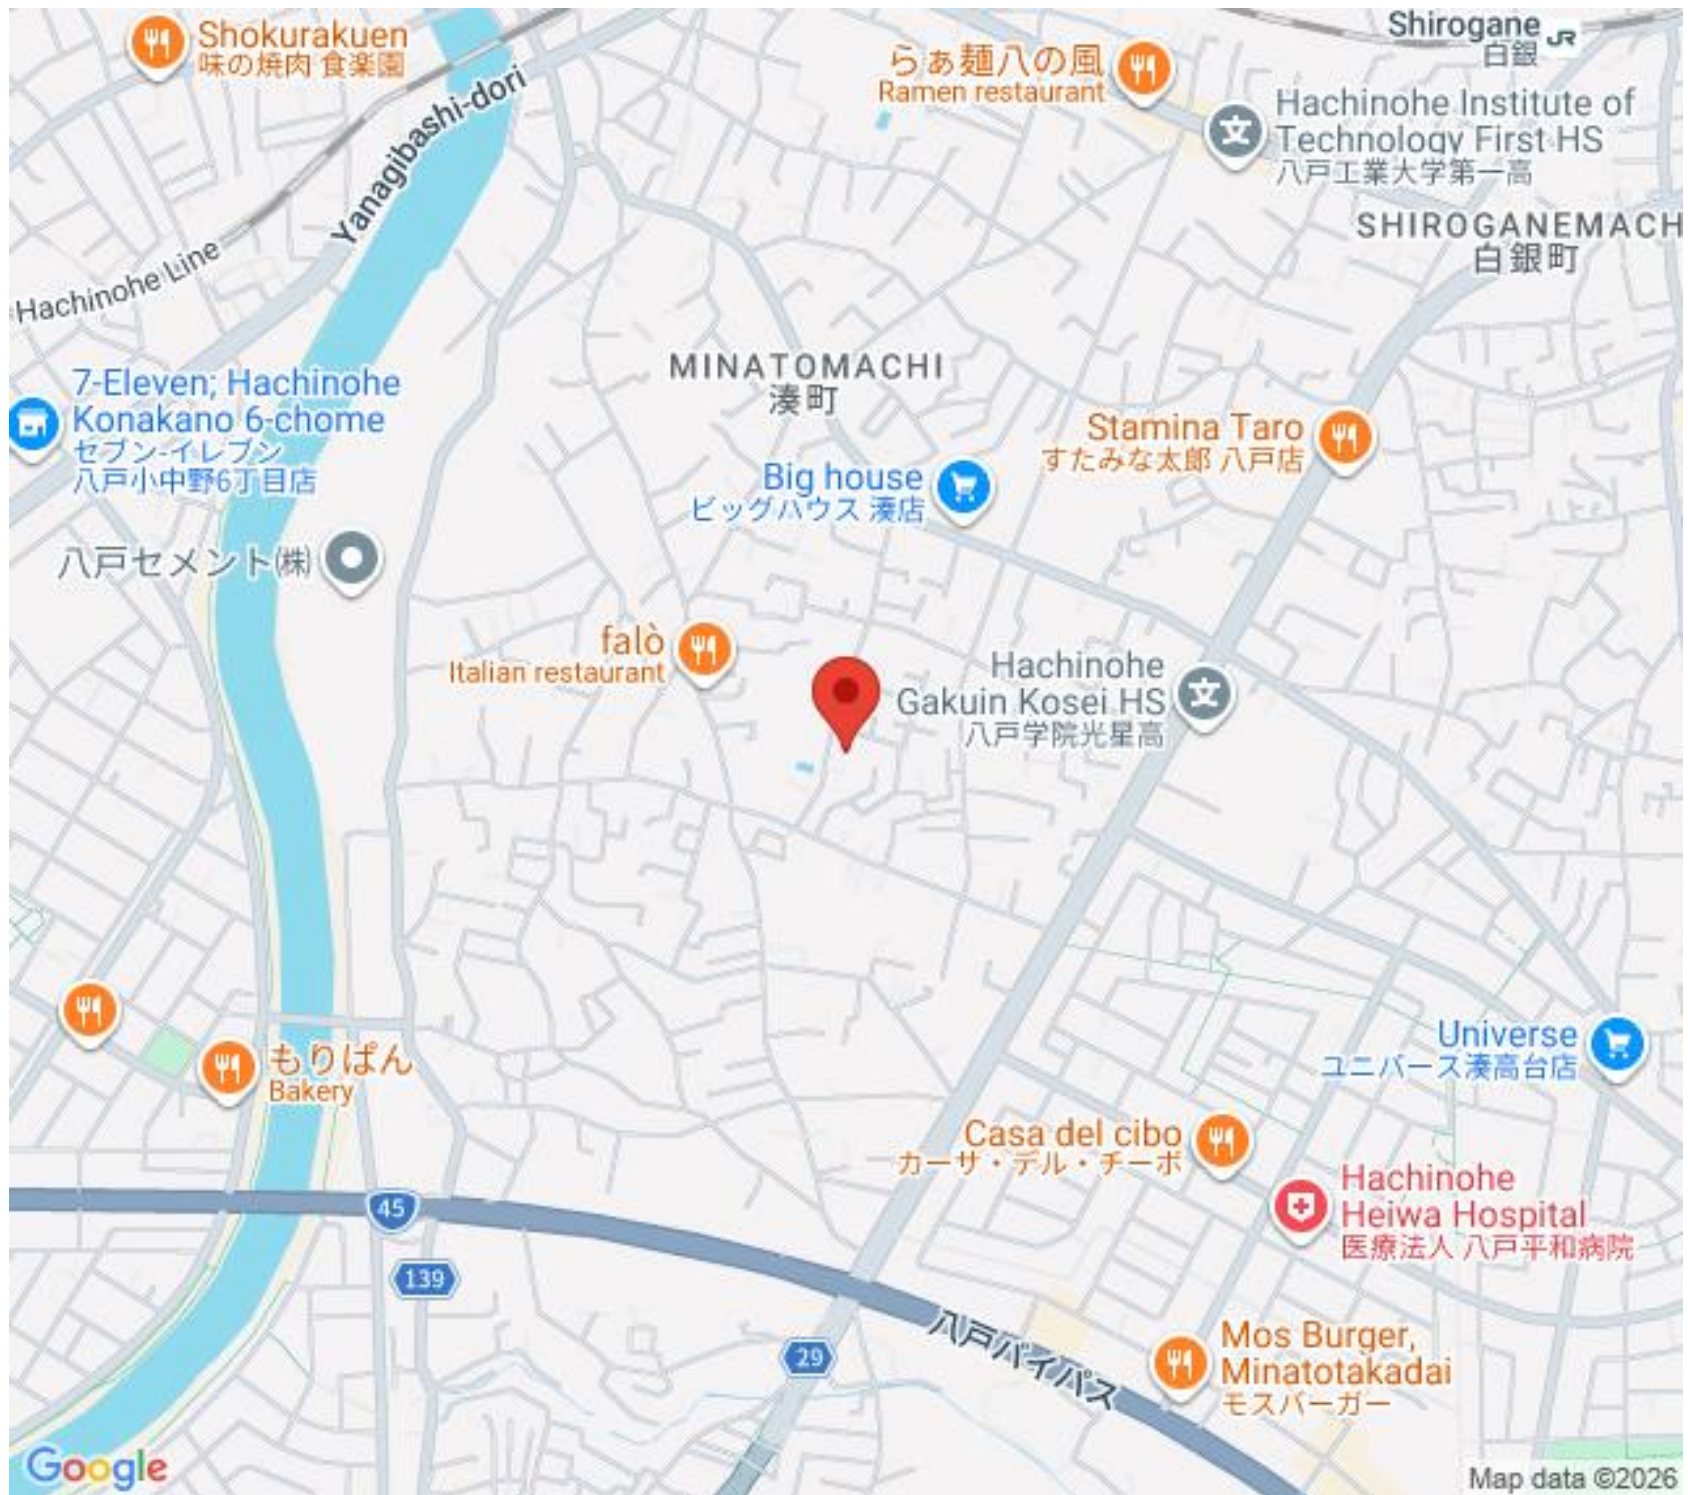 Shokurakuen
味の焼肉 食楽園
Yanagibashi-dori
Hachinohe Line
らぁ麺八の風
Ramen restaurant
Shirogane
白銀
JR
Hachinohe Institute of
Technology First HS
八戸工業大学第一高
SHIROGANEMACH
白銀町
7-Eleven; Hachinohe
Konakano 6-chome
セブン-イレブン
八戸小中野6丁目店
MINATOMACHI
湊町
Stamina Taro
すたみな太郎 八戸店
Big house
ビッグハウス 湊店
八戸セメント㈱
falò
Italian restaurant
Hachinohe
Gakuin Kosei HS
八戸学院光星高
文
文
もりぱん
Bakery
Universe
ユニバース湊高台店
Casa del cibo
カーサ・デル・チーボ
Hachinohe
Heiwa Hospital
医療法人 八戸平和病院
45
139
29
八戸バイパス
Mos Burger,
Minatotakadai
モスバーガー
Google
Map data ©2026